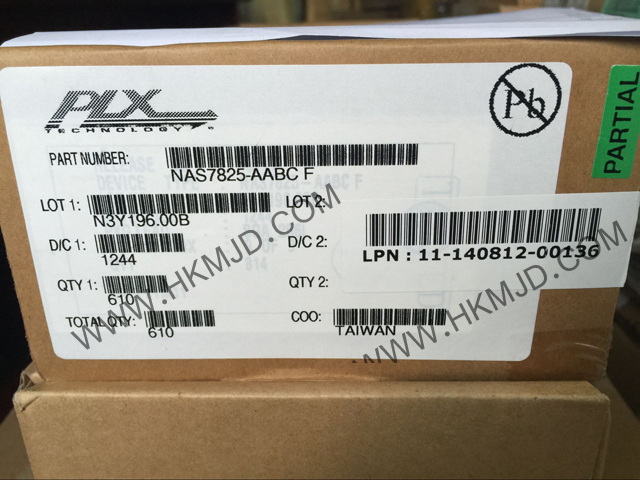 PLX
TECHNOLOGY
Pb
PARTIAL
PART NUMBER:
NAS7825-AABC F
LOT 1:
N3Y196.00B
LOT 2:
D/C 1:
1244
D/C 2:
LPN : 11-140812-00136
QTY 1:
610
QTY 2:
TOTAL QTY:
610
COO:
TAIWAN
WWW.HKMJD.COM
WWW.HKMJD.COM